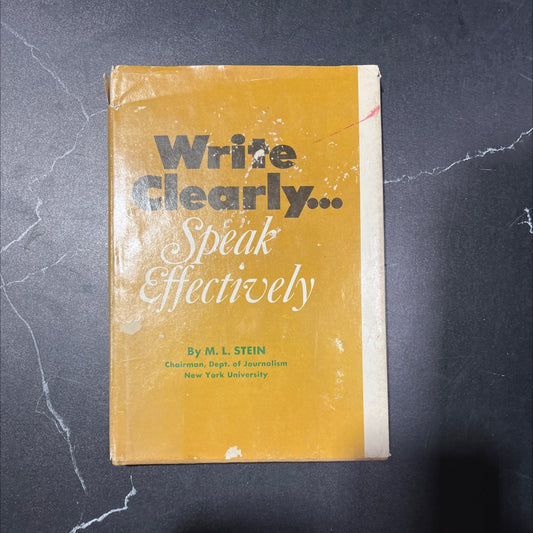 Write
Clearly...
Speak
Effectively
By M. L. STEIN
Chairman, Dept. of Journalism
New York University